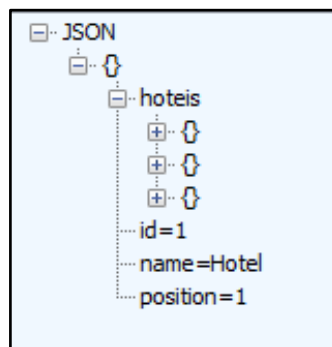 JSON
{}
hoteis
{}
{}
{}
id=1
name=Hotel
position=1